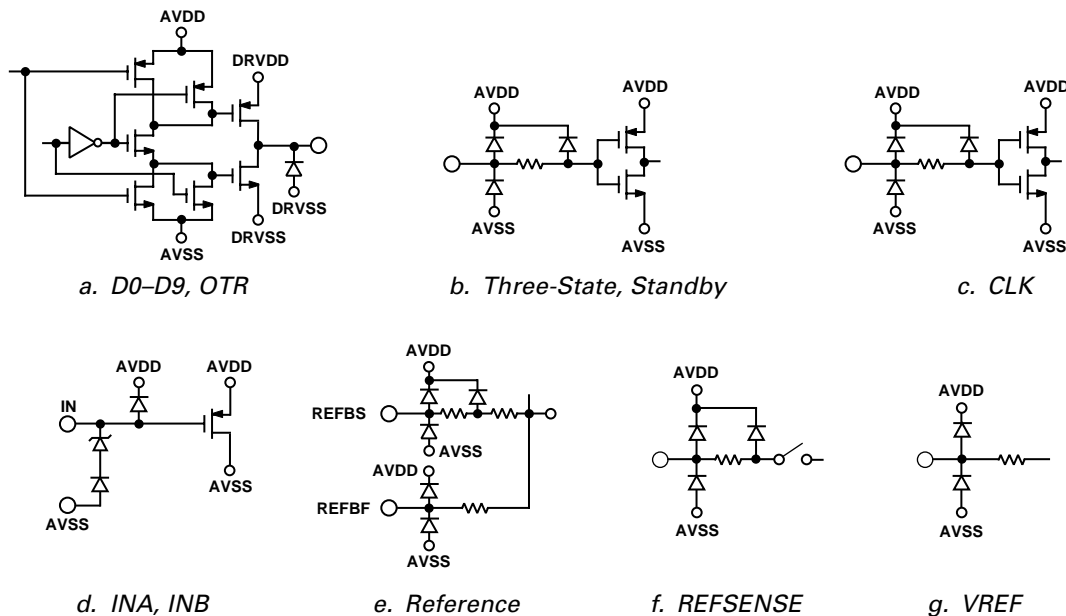 AVDD
DRVDD
AVSS
DRVSS
DRVSS
a. D0–D9, OTR
AVDD
AVDD
AVSS
AVSS
b. Three-State, Standby
AVDD
AVDD
AVSS
AVSS
c. CLK
AVDD
AVDD
IN
AVSS
AVSS
d. INA, INB
AVDD
REFBS
AVSS
AVDD
REFBF
AVSS
e. Reference
AVDD
AVSS
f. REFSENSE
AVDD
AVSS
g. VREF